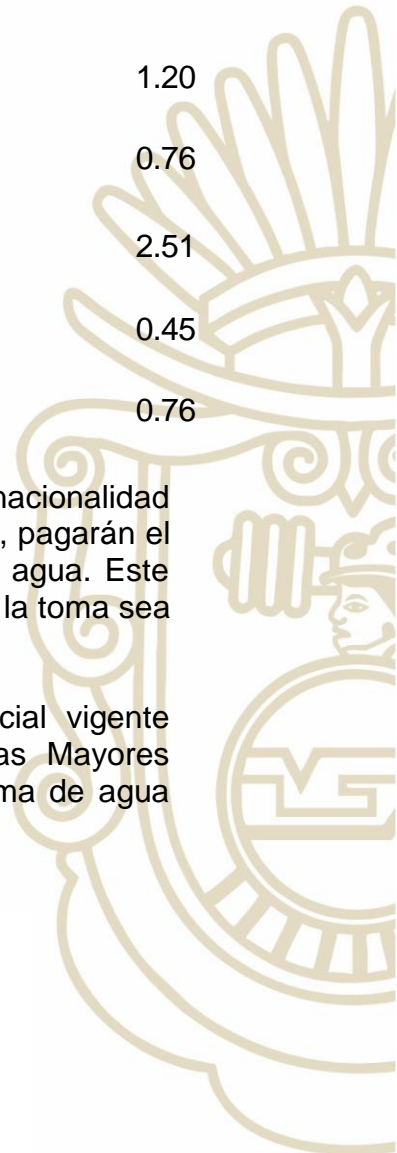 1.20
0.76
2.51
0.45
0.76
nacionalidad
, pagarán el
agua. Este
la toma sea
cial vigente
as Mayores
ma de agua